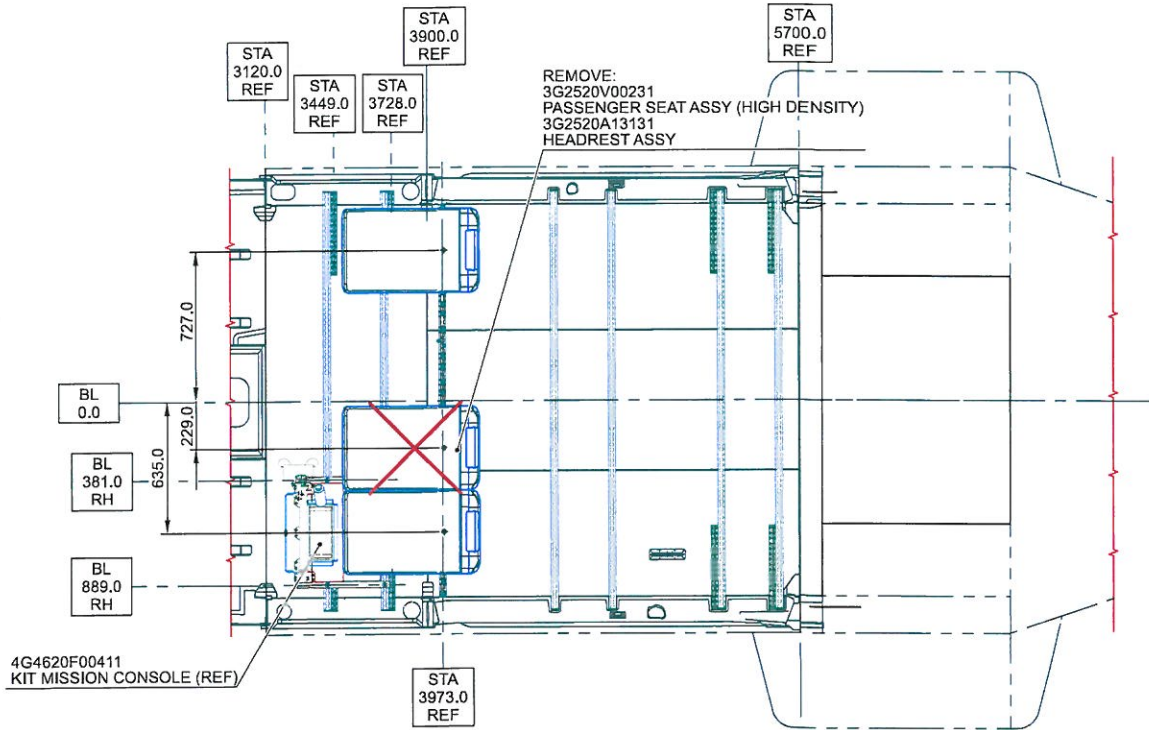 STA
3900.0
REF
STA
5700.0
REF
STA
3120.0
REF
STA
3449.0
REF
STA
3728.0
REF
REMOVE:
3G2520V00231
PASSENGER SEAT ASSY (HIGH DENSITY)
3G2520A13131
HEADREST ASSY
727.0
BL
0.0
229.0
635.0
BL
381.0
RH
BL
889.0
RH
4G4620F00411
KIT MISSION CONSOLE (REF)
STA
3973.0
REF